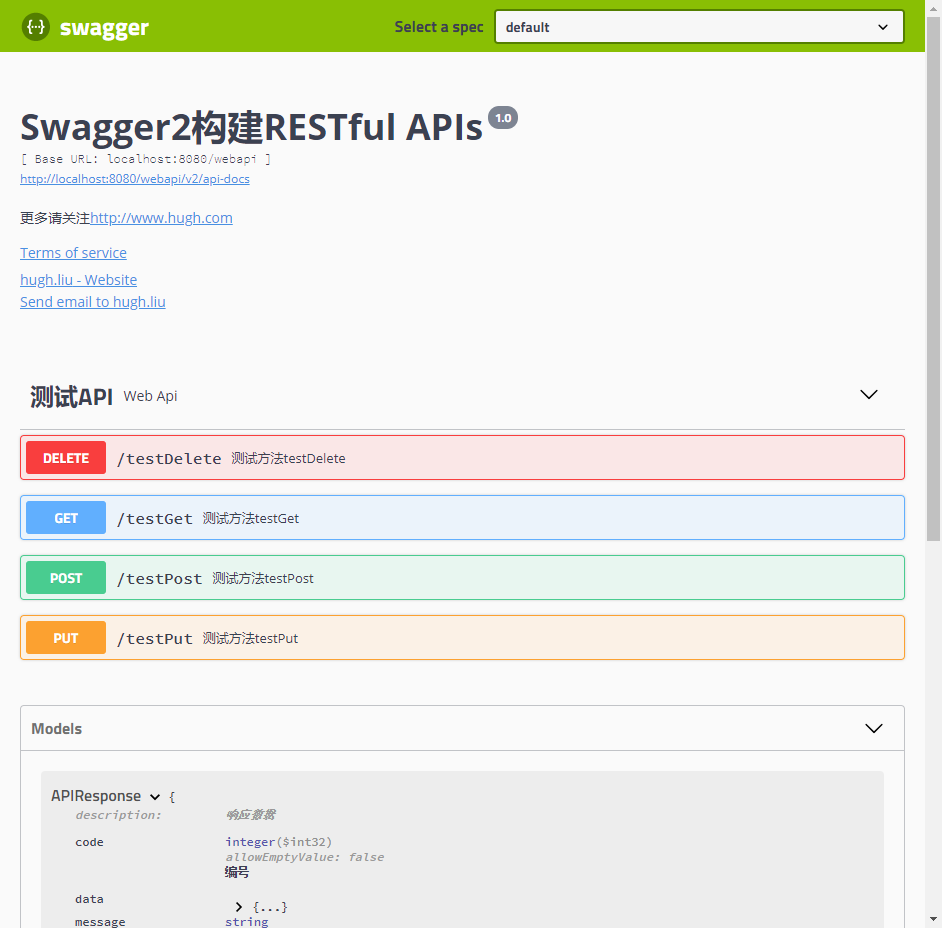 {··} swagger Select a spec default
Swagger2构建RESTful APIs 1.0
[ Base URL: localhost:8080/webapi ]
http://localhost:8080/webapi/v2/api-docs
更多请关注http://www.hugh.com
Terms of service
hugh.liu - Website
Send email to hugh.liu
测试API Web Api
DELETE /testDelete 测试方法testDelete
GET /testGet 测试方法testGet
POST /testPost 测试方法testPost
PUT /testPut 测试方法testPut
Models
APIResponse {
description: 响应数据
code integer($int32)
allowEmptyValue: false
编号
data {...}
message string